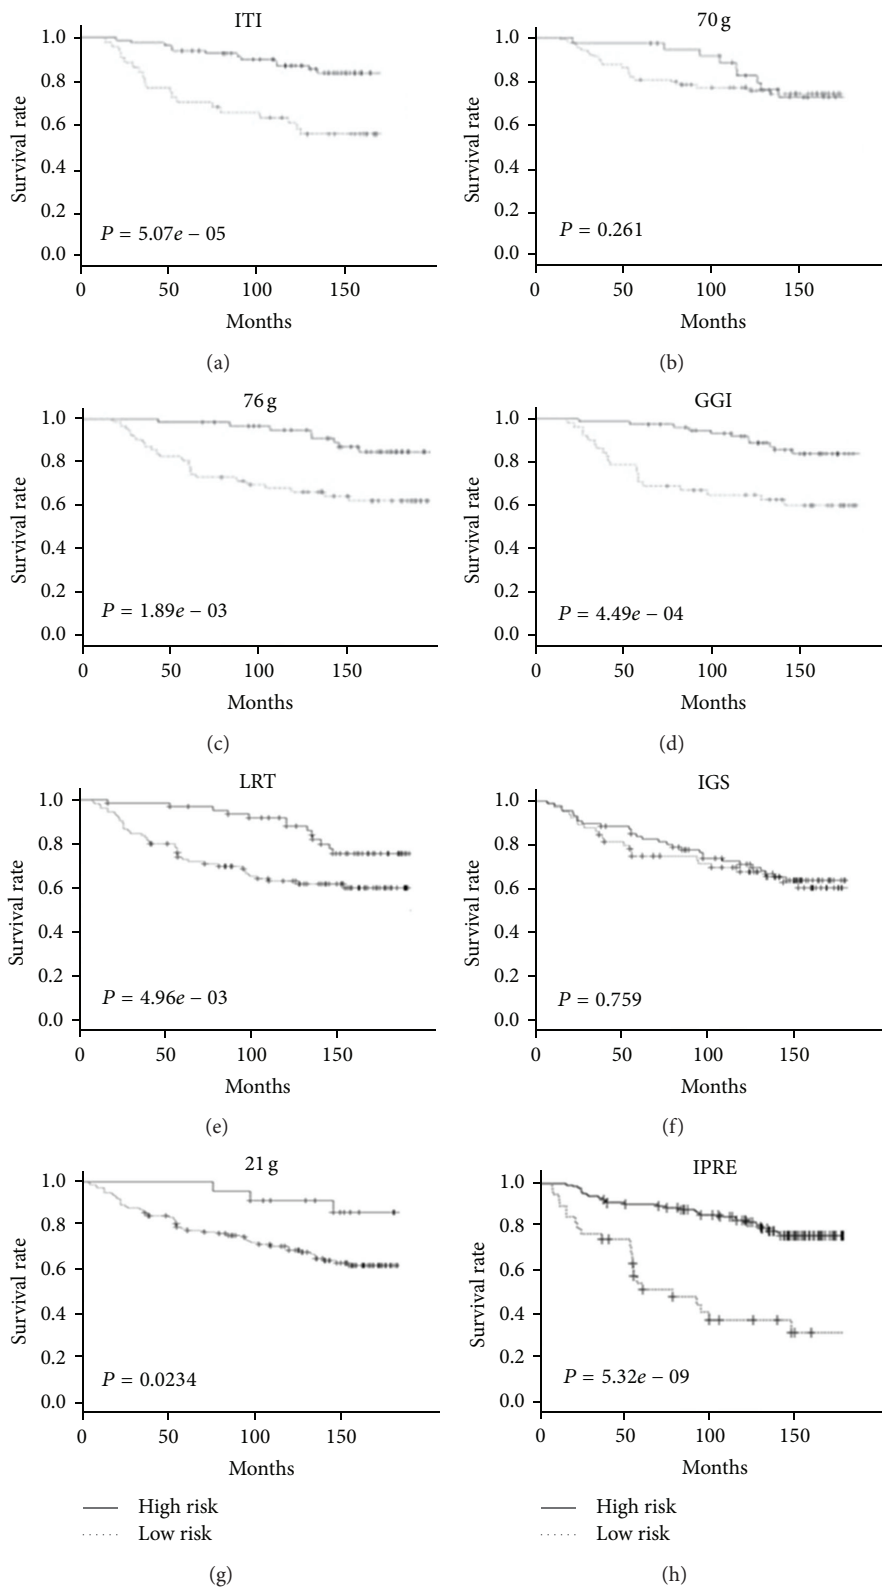 ITI
1.0
0.8
0.6
0.4
0.2
0.0
Survival rate
P = 5.07e − 05
0 50 100 150
Months
(a)
70 g
1.0
0.8
0.6
0.4
0.2
0.0
Survival rate
P = 0.261
0 50 100 150
Months
(b)
76 g
1.0
0.8
0.6
0.4
0.2
0.0
Survival rate
P = 1.89e − 03
0 50 100 150
Months
(c)
GGI
1.0
0.8
0.6
0.4
0.2
0.0
Survival rate
P = 4.49e − 04
0 50 100 150
Months
(d)
LRT
1.0
0.8
0.6
0.4
0.2
0.0
Survival rate
P = 4.96e − 03
0 50 100 150
Months
(e)
IGS
1.0
0.8
0.6
0.4
0.2
0.0
Survival rate
P = 0.759
0 50 100 150
Months
(f)
21 g
1.0
0.8
0.6
0.4
0.2
0.0
Survival rate
P = 0.0234
0 50 100 150
Months
High risk
Low risk
(g)
IPRE
1.0
0.8
0.6
0.4
0.2
0.0
Survival rate
P = 5.32e − 09
0 50 100 150
Months
High risk
Low risk
(h)